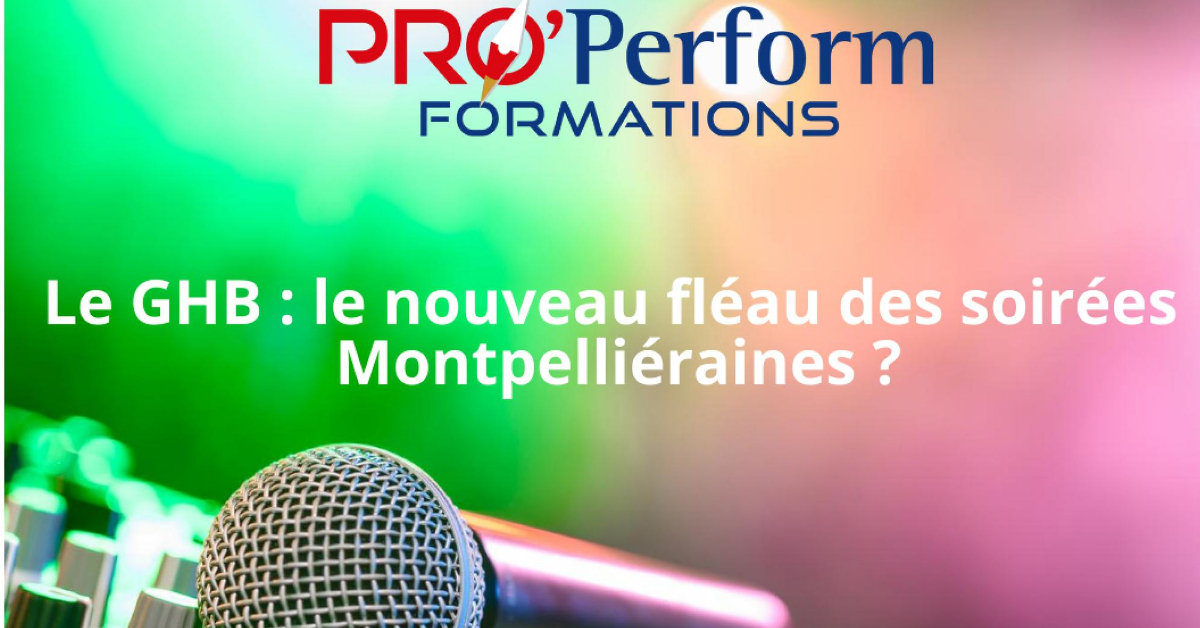 PRO'Perform
FORMATIONS
Le GHB : le nouveau fléau des soirées
Montpelliéraines ?